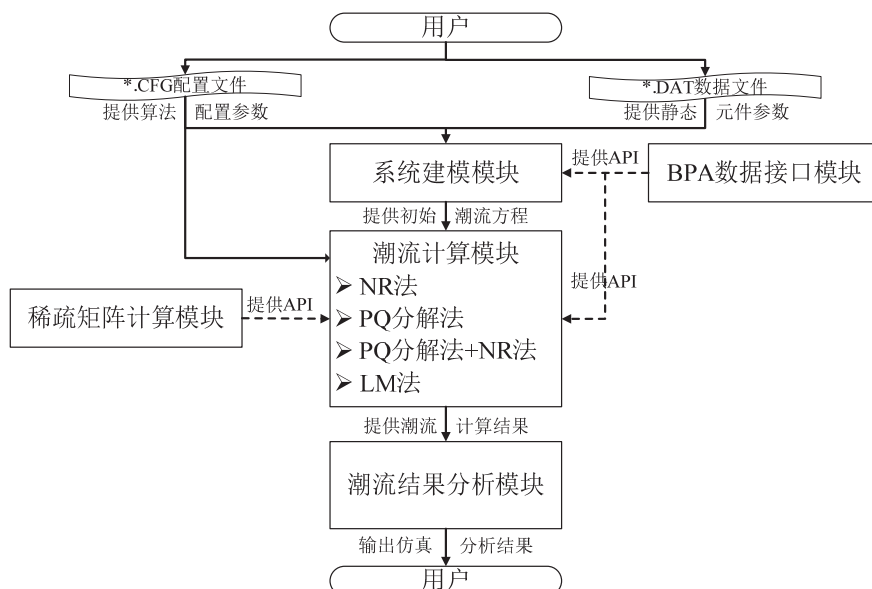 用户
*.CFG配置文件
*.DAT数据文件
提供算法 配置参数
提供静态 元件参数
提供API
系统建模模块
BPA数据接口模块
提供初始 潮流方程
潮流计算模块
➢ NR法
提供API
提供API
稀疏矩阵计算模块
➢ PQ分解法
➢ PQ分解法+NR法
➢ LM法
提供潮流 计算结果
潮流结果分析模块
输出仿真 分析结果
用户